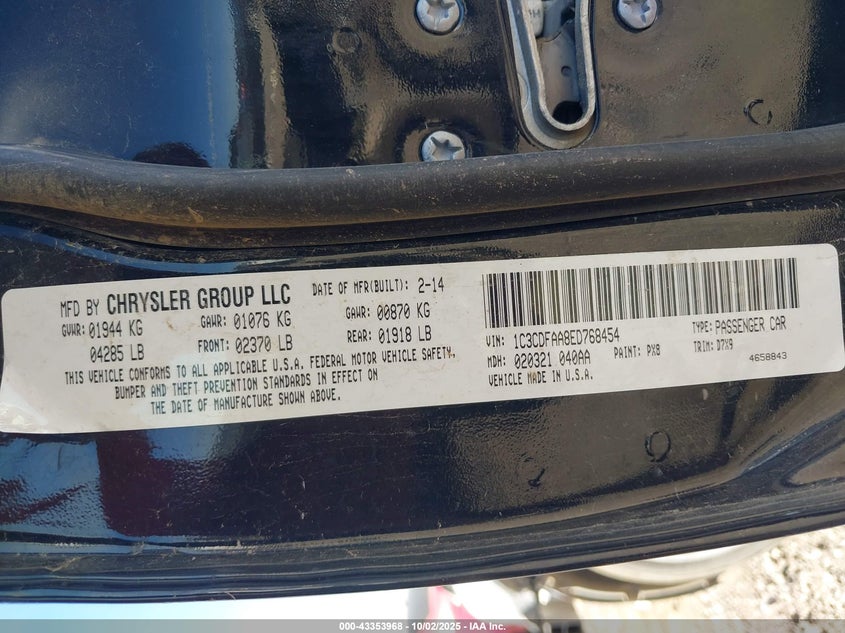 MFD BY CHRYSLER GROUP LLC DATE OF MFR(BUILT): 2-14
GVWR: 01944 KG GAWR: 01076 KG GAWR: 00870 KG
04285 LB FRONT: 02370 LB REAR: 01918 LB
THIS VEHICLE CONFORMS TO ALL APPLICABLE U.S.A. FEDERAL MOTOR VEHICLE SAFETY,
BUMPER AND THEFT PREVENTION STANDARDS IN EFFECT ON
THE DATE OF MANUFACTURE SHOWN ABOVE.
VIN: 1C3CDFAA8ED768454 TYPE: PASSENGER CAR
MDH: 020321 040AA PAINT: PX8 TRIM: D7X9
VEHICLE MADE IN U.S.A. 4658843
000-43353968 - 10/02/2025 - IAA Inc.